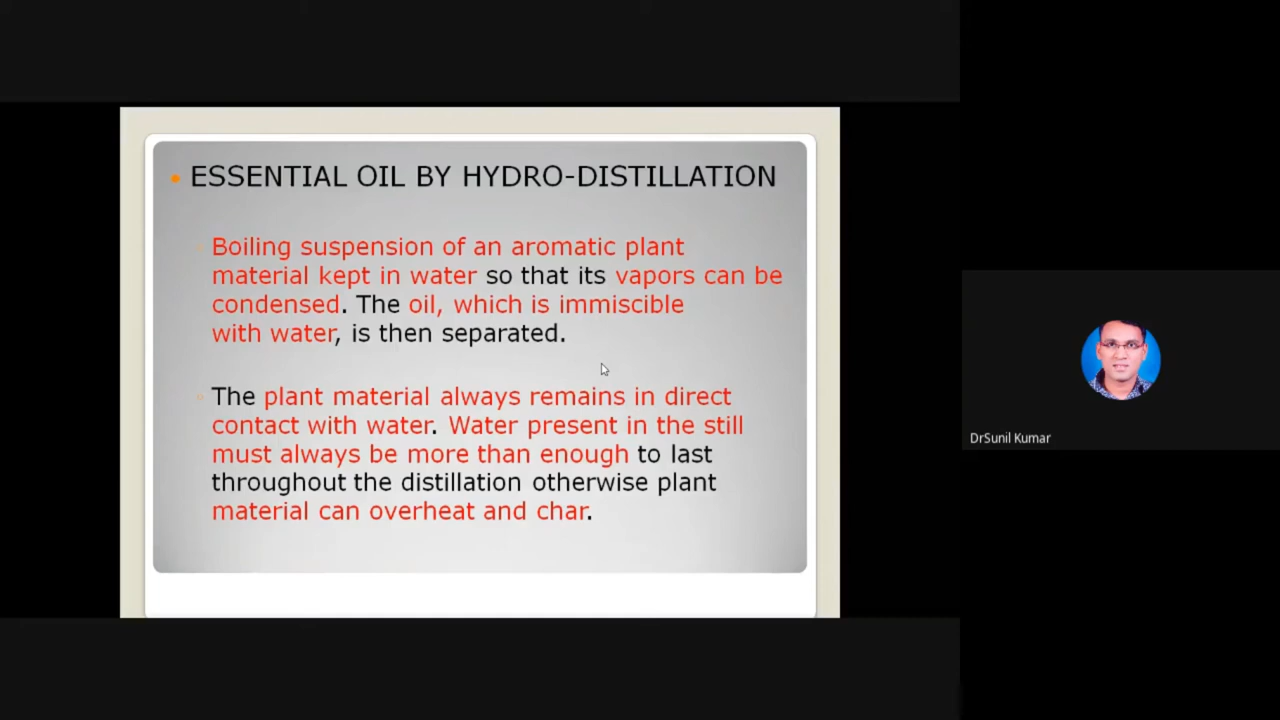 ESSENTIAL OIL BY HYDRO-DISTILLATION
Boiling suspension of an aromatic plant
material kept in water so that its vapors can be
condensed. The oil, which is immiscible
with water, is then separated.
The plant material always remains in direct
contact with water. Water present in the still
must always be more than enough to last
throughout the distillation otherwise plant
material can overheat and char.
DrSunil Kumar